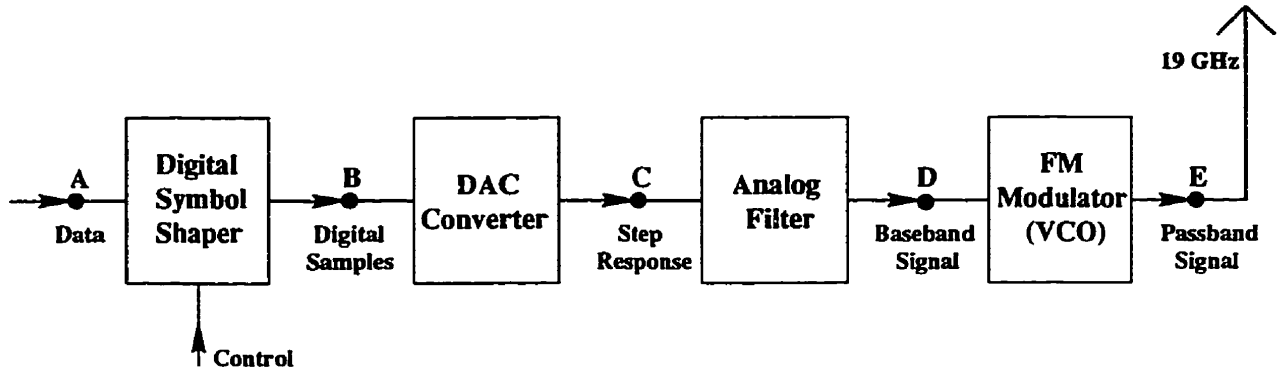 19 GHz
A
Data
Digital
Symbol
Shaper
Control
B
Digital
Samples
DAC
Converter
C
Step
Response
Analog
Filter
D
Baseband
Signal
FM
Modulator
(VCO)
E
Passband
Signal